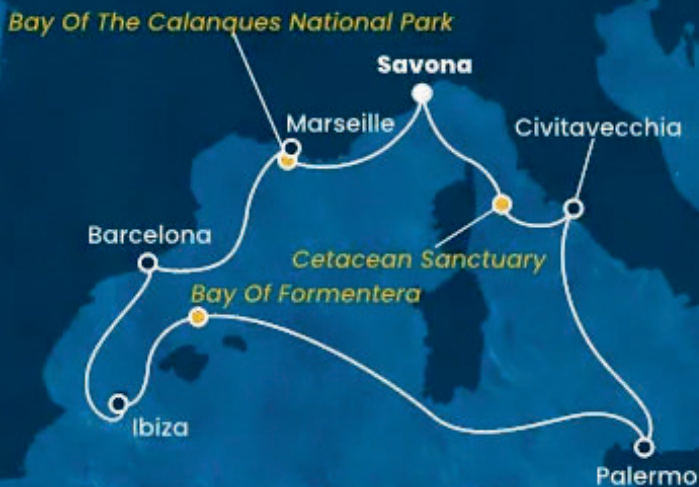 Bay Of The Calanques National Park
Savona
Marseille
Civitavecchia
Barcelona
Cetacean Sanctuary
Bay Of Formentera
Ibiza
Palermo